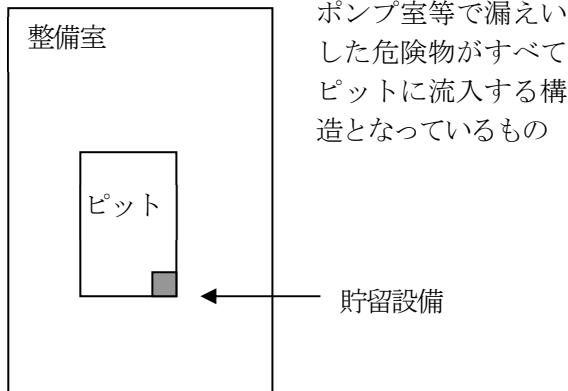 整備室
ポンプ室等で漏えい
した危険物がすべて
ピットに流入する構
造となっているもの
ピット
貯留設備